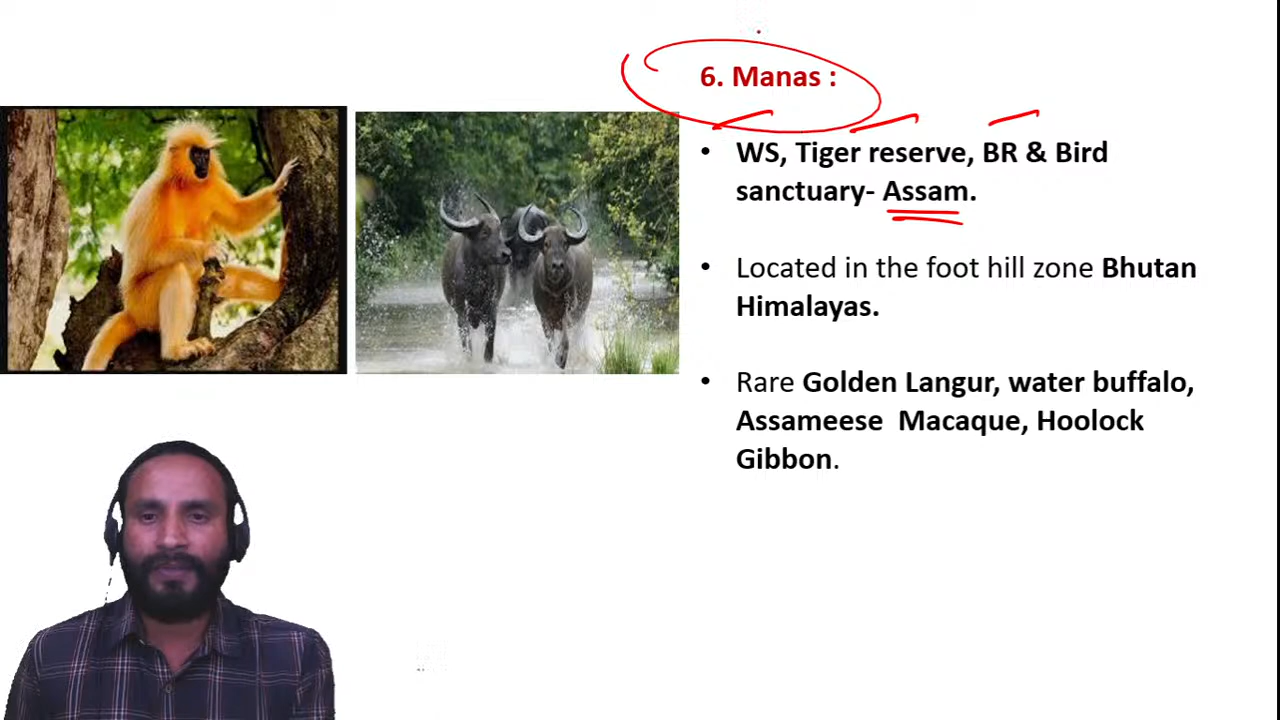 6. Manas :
• WS, Tiger reserve, BR & Bird
sanctuary- Assam.
• Located in the foot hill zone Bhutan
Himalayas.
• Rare Golden Langur, water buffalo,
Assameese Macaque, Hoolock
Gibbon.